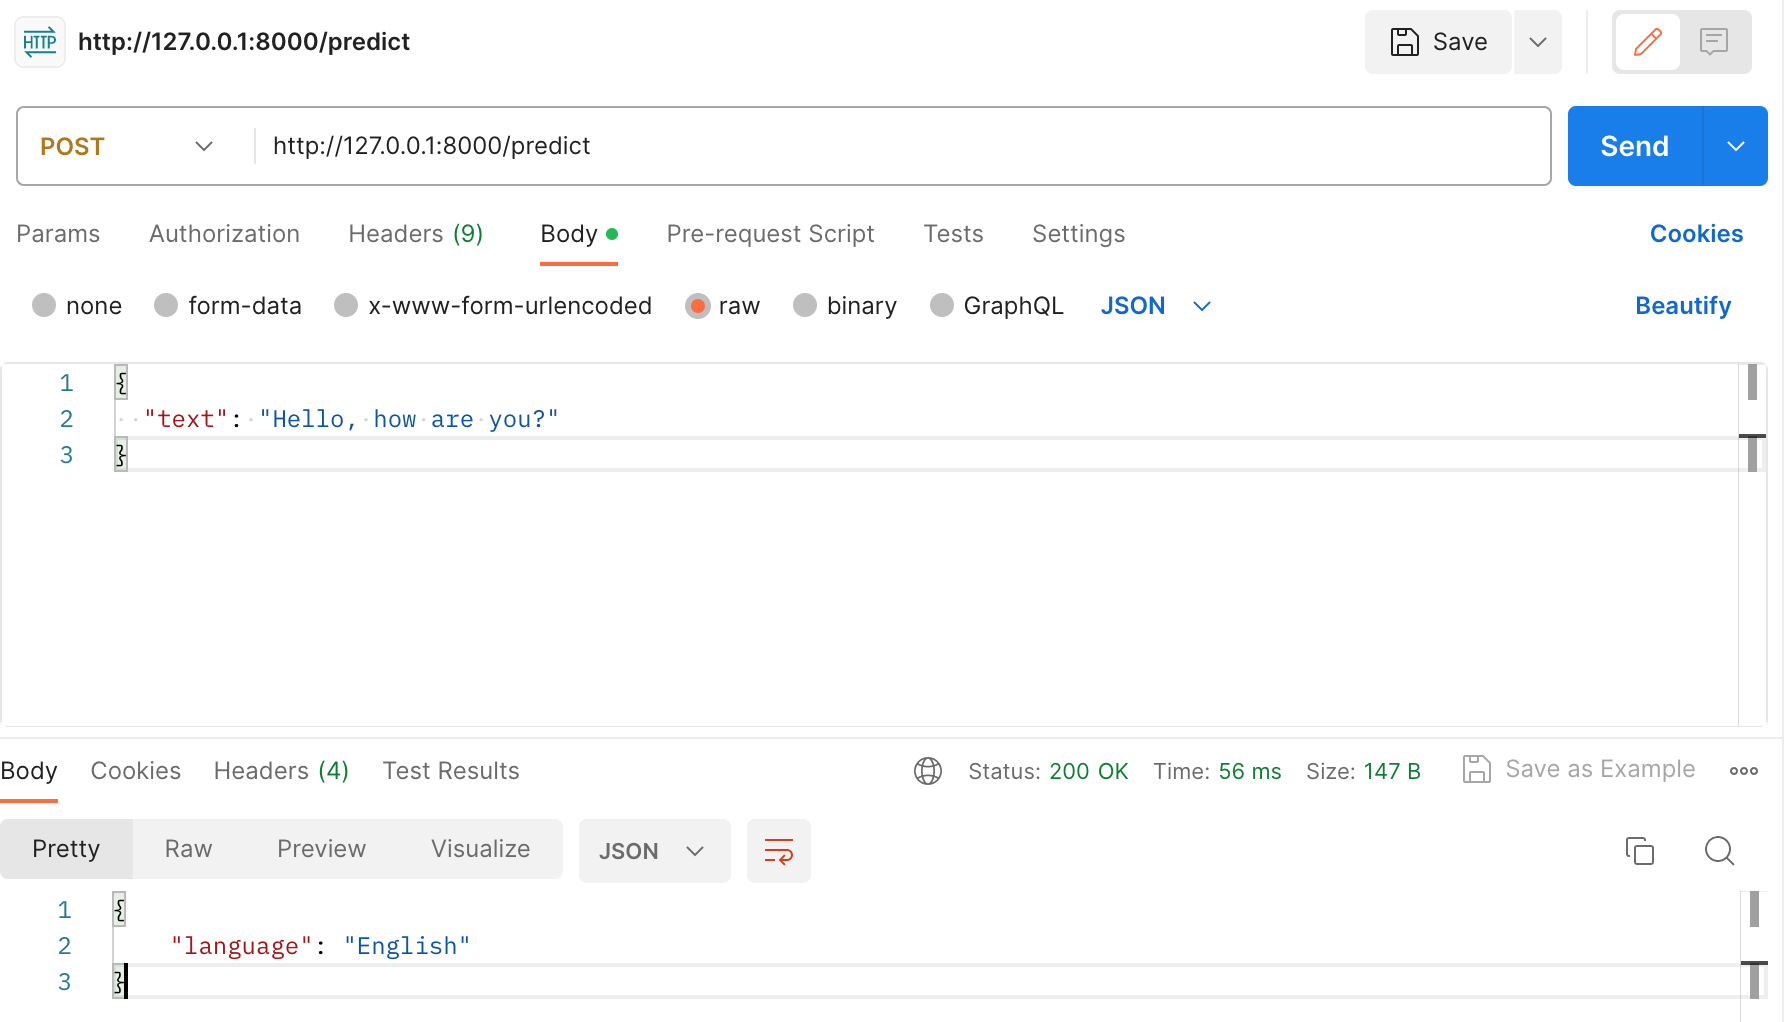 HTTP http://127.0.0.1:8000/predict Save
POST http://127.0.0.1:8000/predict Send
Params Authorization Headers (9) Body Pre-request Script Tests Settings Cookies
none form-data x-www-form-urlencoded raw binary GraphQL JSON Beautify
1 {
2 "text": "Hello, how are you?"
3 }
Body Cookies Headers (4) Test Results Status: 200 OK Time: 56 ms Size: 147 B Save as Example
Pretty Raw Preview Visualize JSON
1 {
2 "language": "English"
3 }